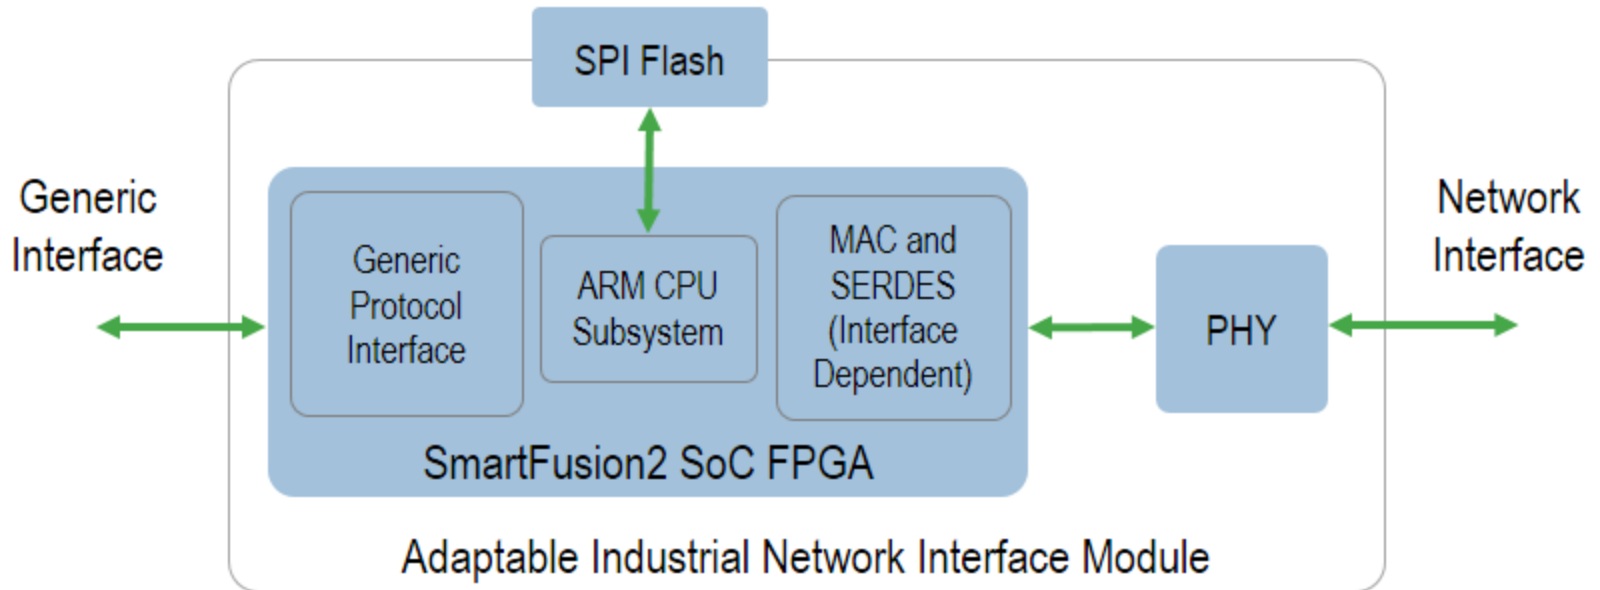 SPI Flash
Generic
Interface
Generic
Protocol
Interface
ARM CPU
Subsystem
MAC and
SERDES
(Interface
Dependent)
PHY
Network
Interface
SmartFusion2 SoC FPGA
Adaptable Industrial Network Interface Module